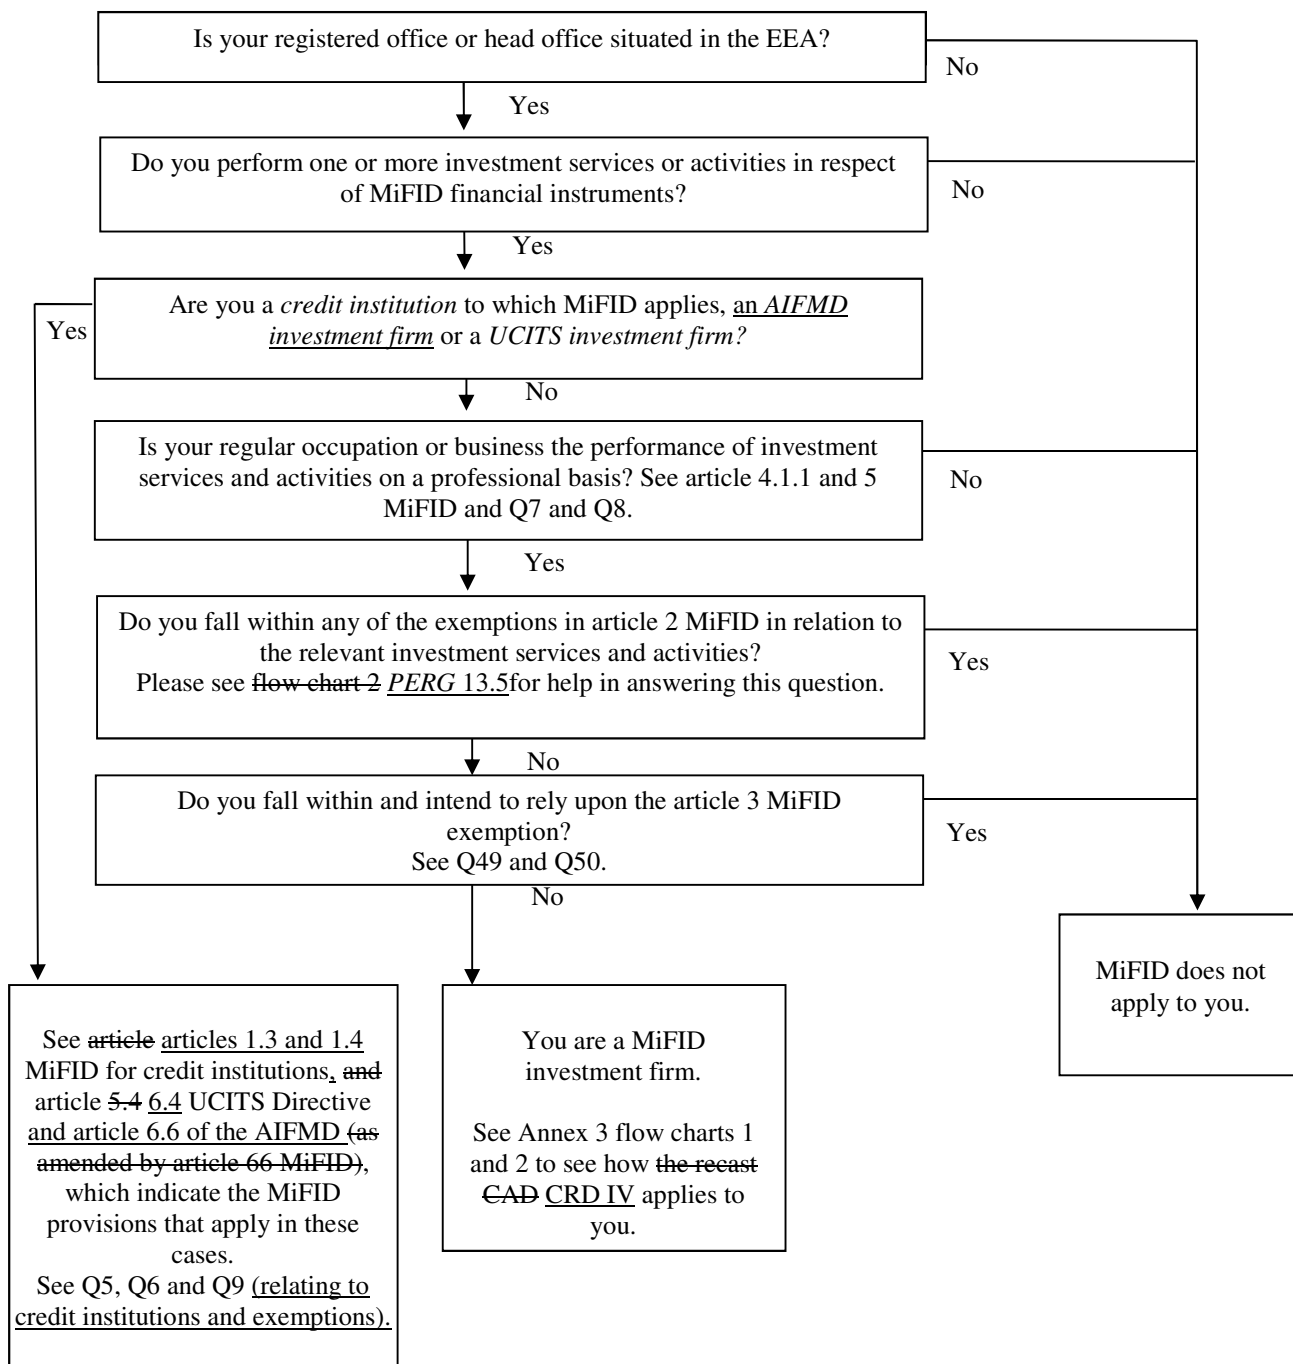 Is your registered office or head office situated in the EEA?
No
Yes
Do you perform one or more investment services or activities in respect
of MiFID financial instruments?
No
Yes
Are you a credit institution to which MiFID applies, an AIFMD
investment firm or a UCITS investment firm?
Yes
No
Is your regular occupation or business the performance of investment
services and activities on a professional basis? See article 4.1.1 and 5
MiFID and Q7 and Q8.
No
Yes
Do you fall within any of the exemptions in article 2 MiFID in relation to
the relevant investment services and activities?
Please see flow chart 2 PERG 13.5for help in answering this question.
Yes
No
Do you fall within and intend to rely upon the article 3 MiFID
exemption?
See Q49 and Q50.
Yes
No
See article articles 1.3 and 1.4
MiFID for credit institutions, and
article 5.4 6.4 UCITS Directive
and article 6.6 of the AIFMD (as
amended by article 66 MiFID),
which indicate the MiFID
provisions that apply in these
cases.
See Q5, Q6 and Q9 (relating to
credit institutions and exemptions).
You are a MiFID
investment firm.
See Annex 3 flow charts 1
and 2 to see how the recast
CAD CRD IV applies to
you.
MiFID does not
apply to you.